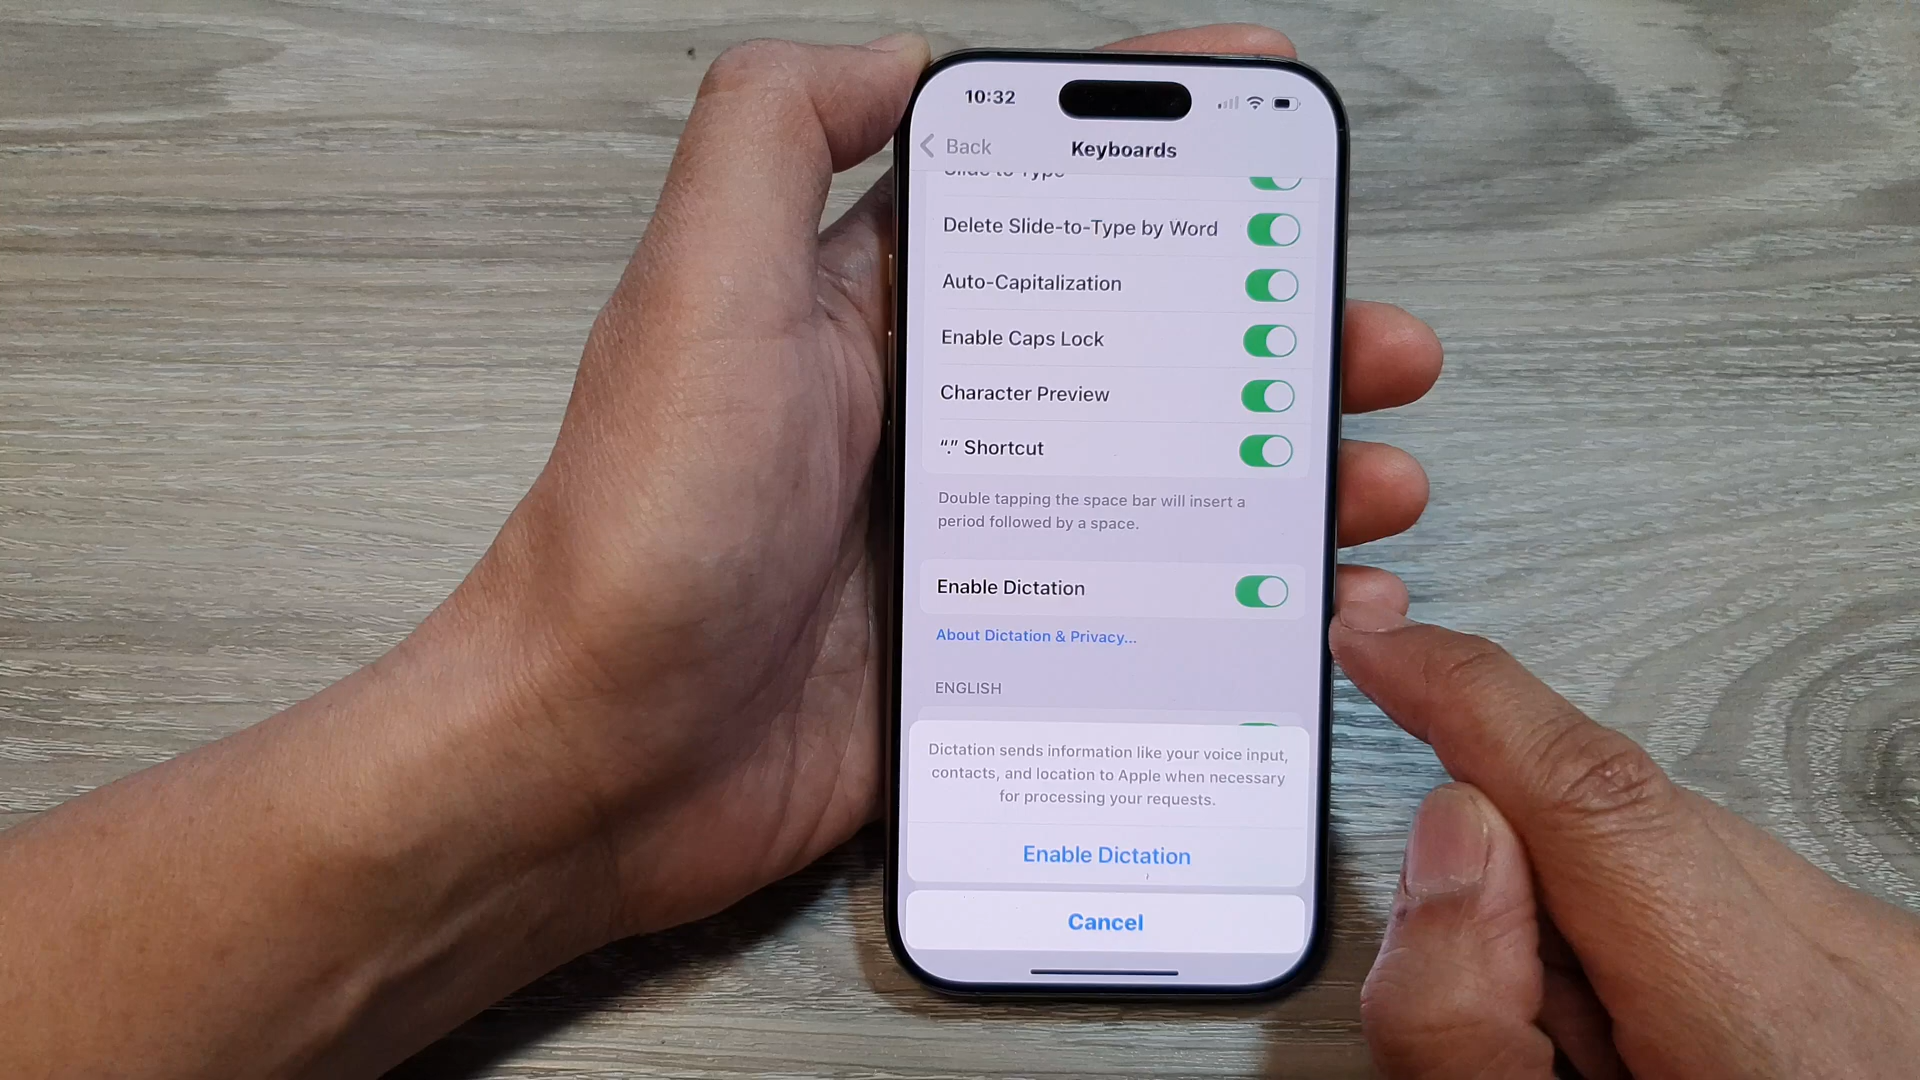 10:32
Back
Keyboards
Slide to Type
Delete Slide-to-Type by Word
Auto-Capitalization
Enable Caps Lock
Character Preview
“.” Shortcut
Double tapping the space bar will insert a
period followed by a space.
Enable Dictation
About Dictation & Privacy...
ENGLISH
Dictation sends information like your voice input,
contacts, and location to Apple when necessary
for processing your requests.
Enable Dictation
Cancel